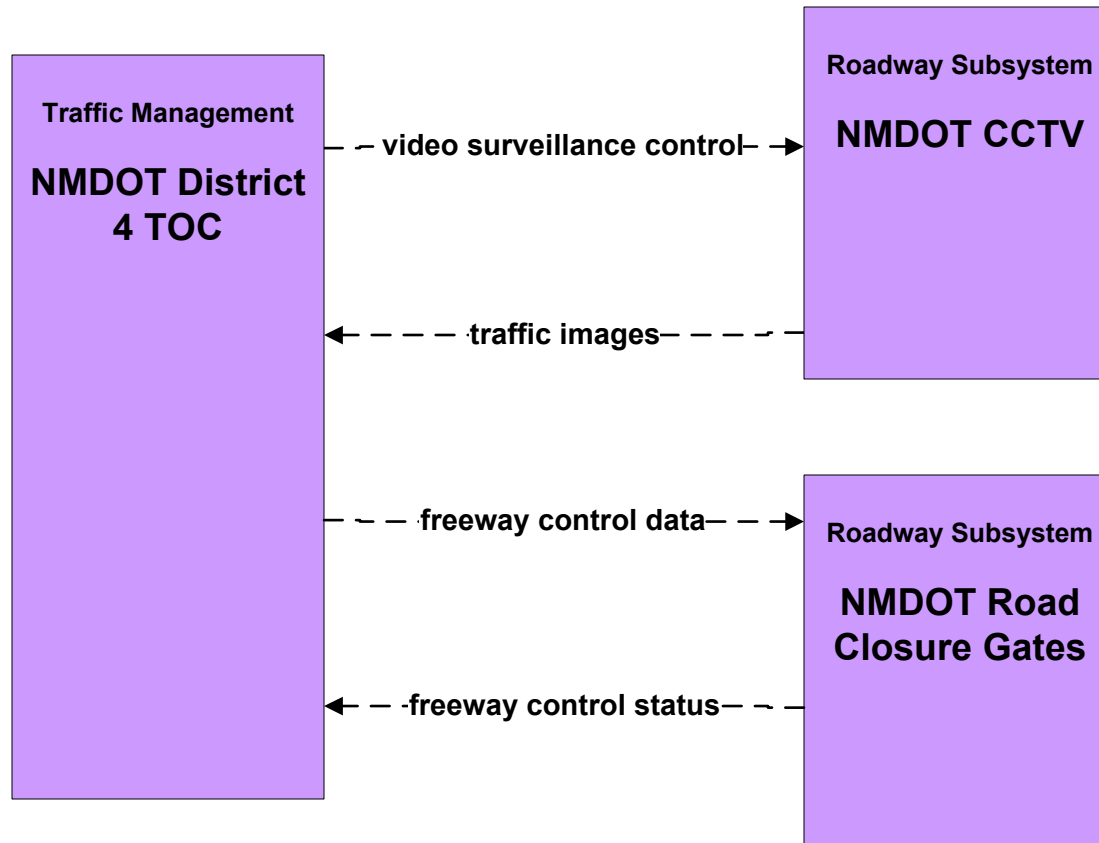 Traffic Management
NMDOT District
4 TOC
video surveillance control
traffic images
freeway control data
freeway control status
Roadway Subsystem
NMDOT CCTV
Roadway Subsystem
NMDOT Road
Closure Gates